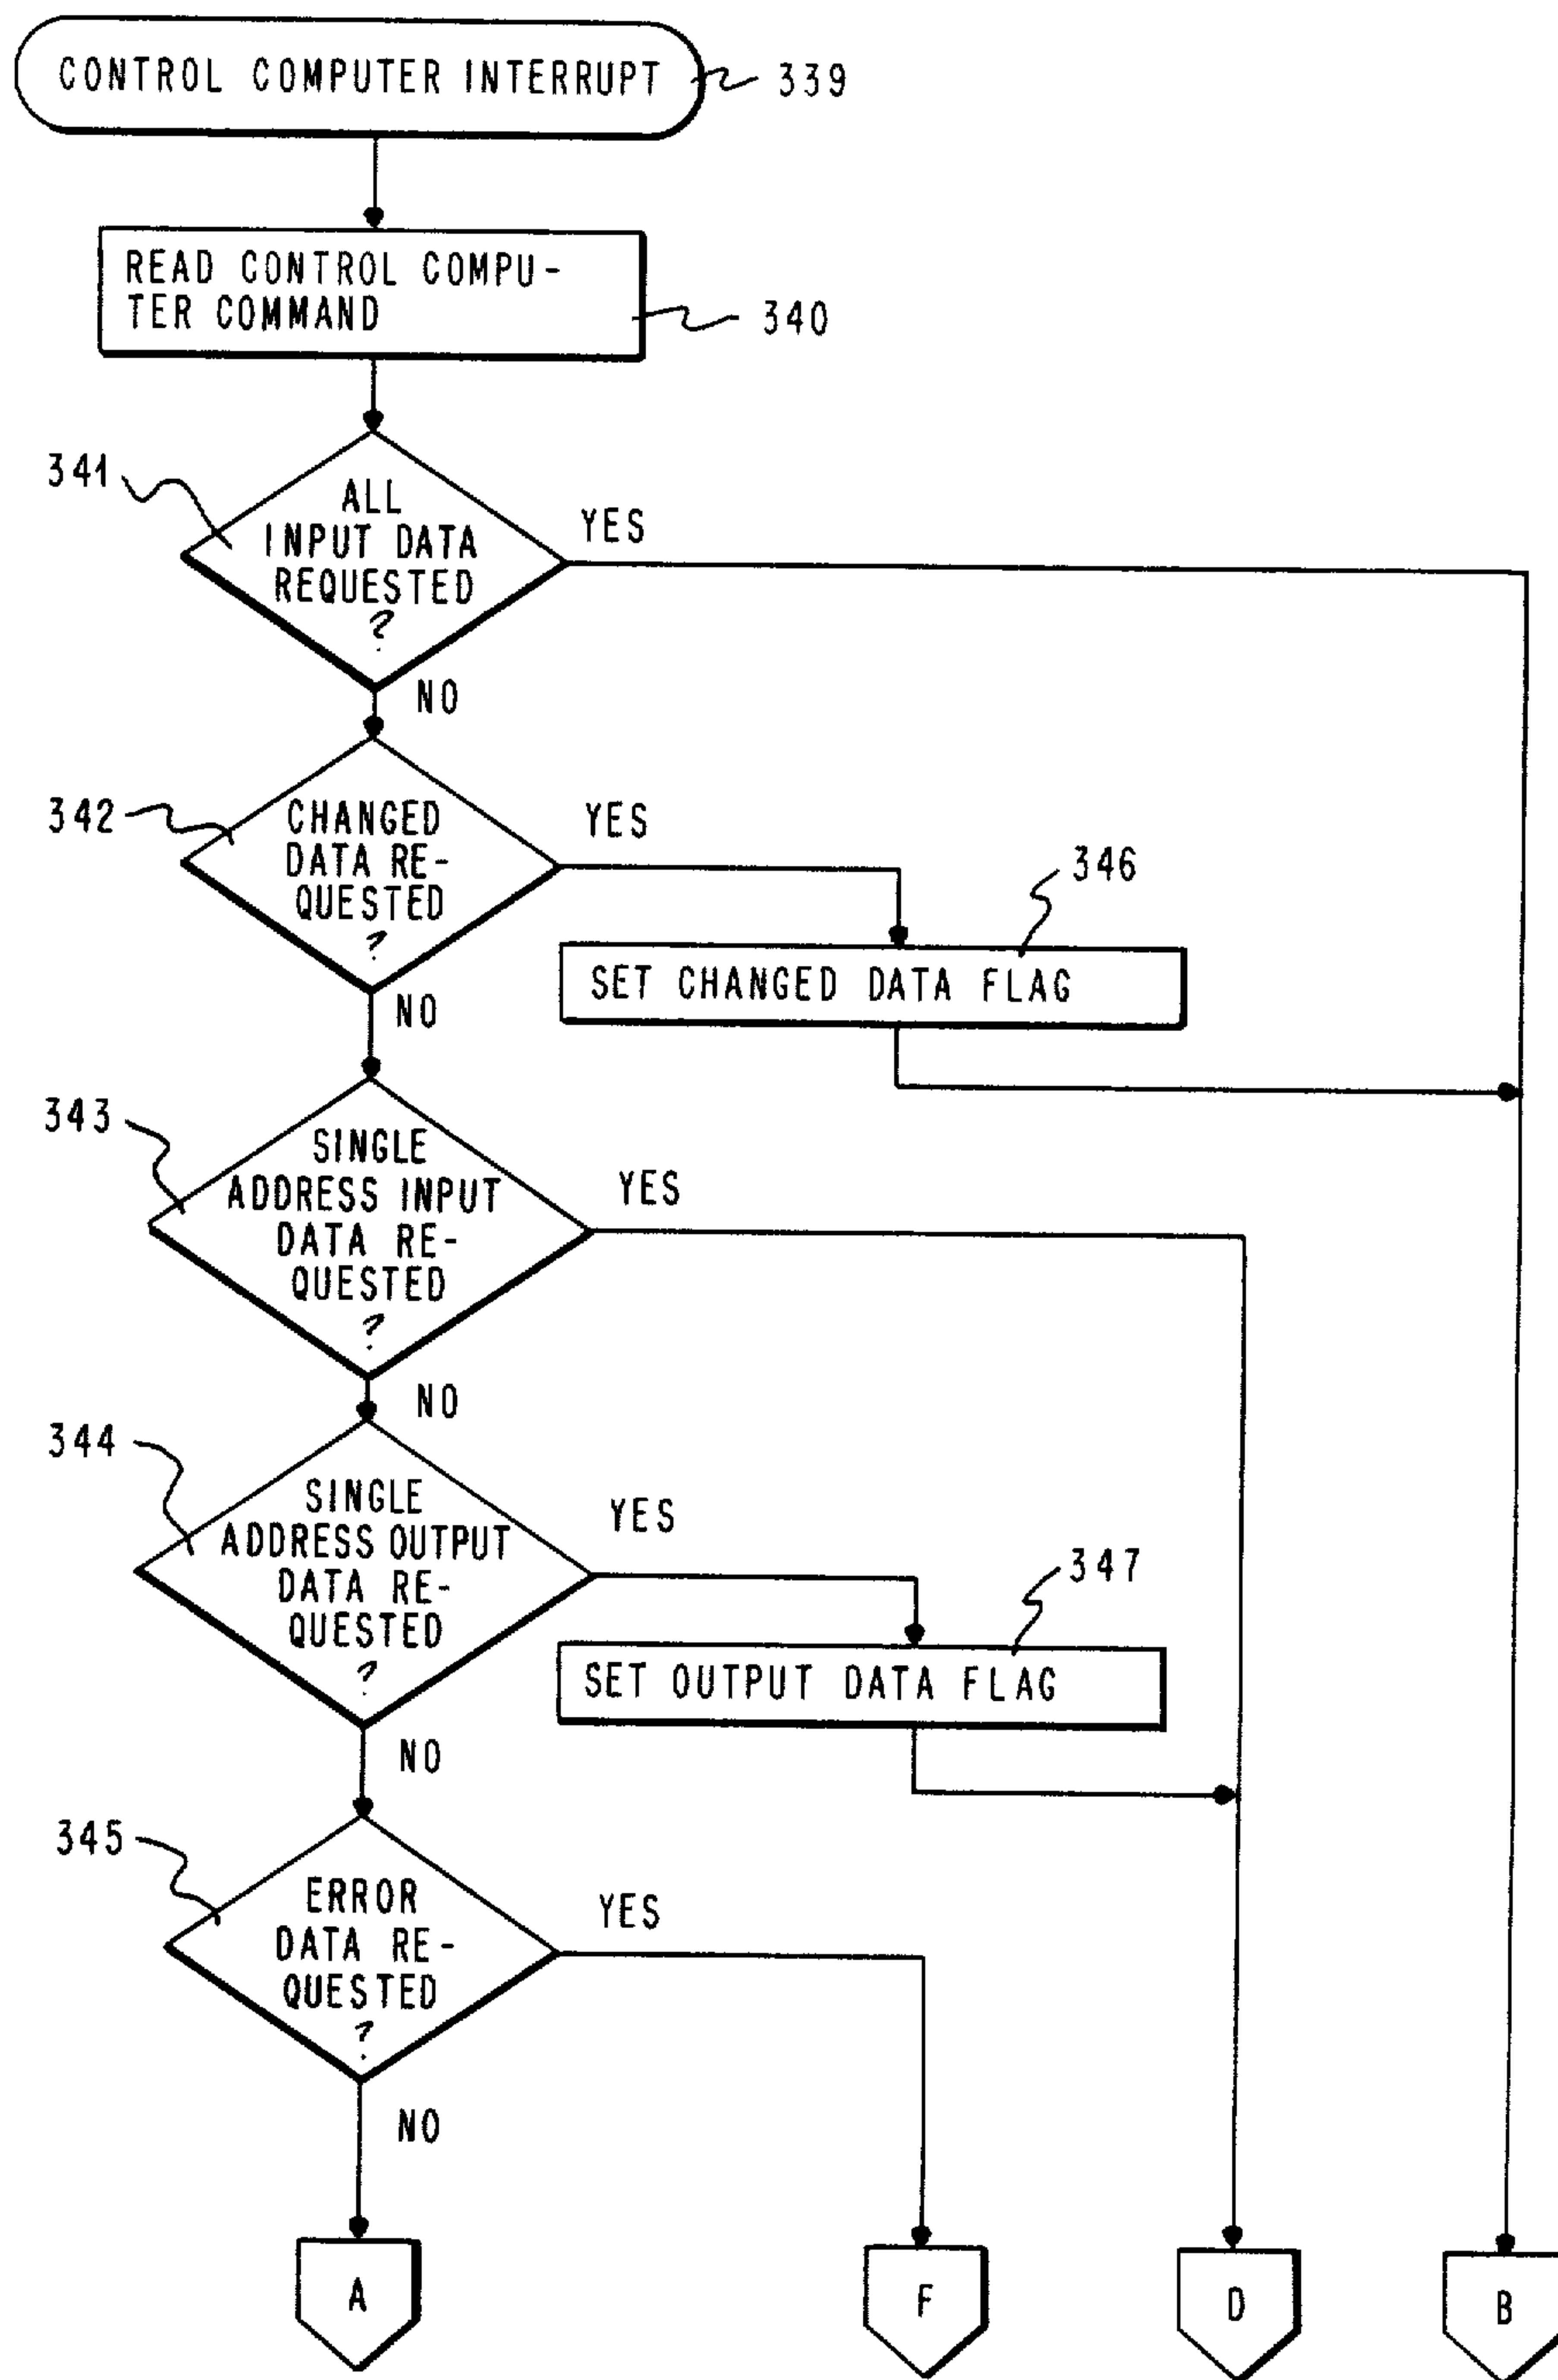 CONTROL COMPUTER INTERRUPT
339
READ CONTROL COMPU-
TER COMMAND
340
341
ALL
INPUT DATA
REQUESTED
?
YES
NO
342
CHANGED
DATA RE-
QUESTED
?
YES
346
SET CHANGED DATA FLAG
NO
343
SINGLE
ADDRESS INPUT
DATA RE-
QUESTED
?
YES
NO
344
SINGLE
ADDRESS OUTPUT
DATA RE-
QUESTED
?
YES
347
SET OUTPUT DATA FLAG
NO
345
ERROR
DATA RE-
QUESTED
?
YES
NO
A
F
D
B